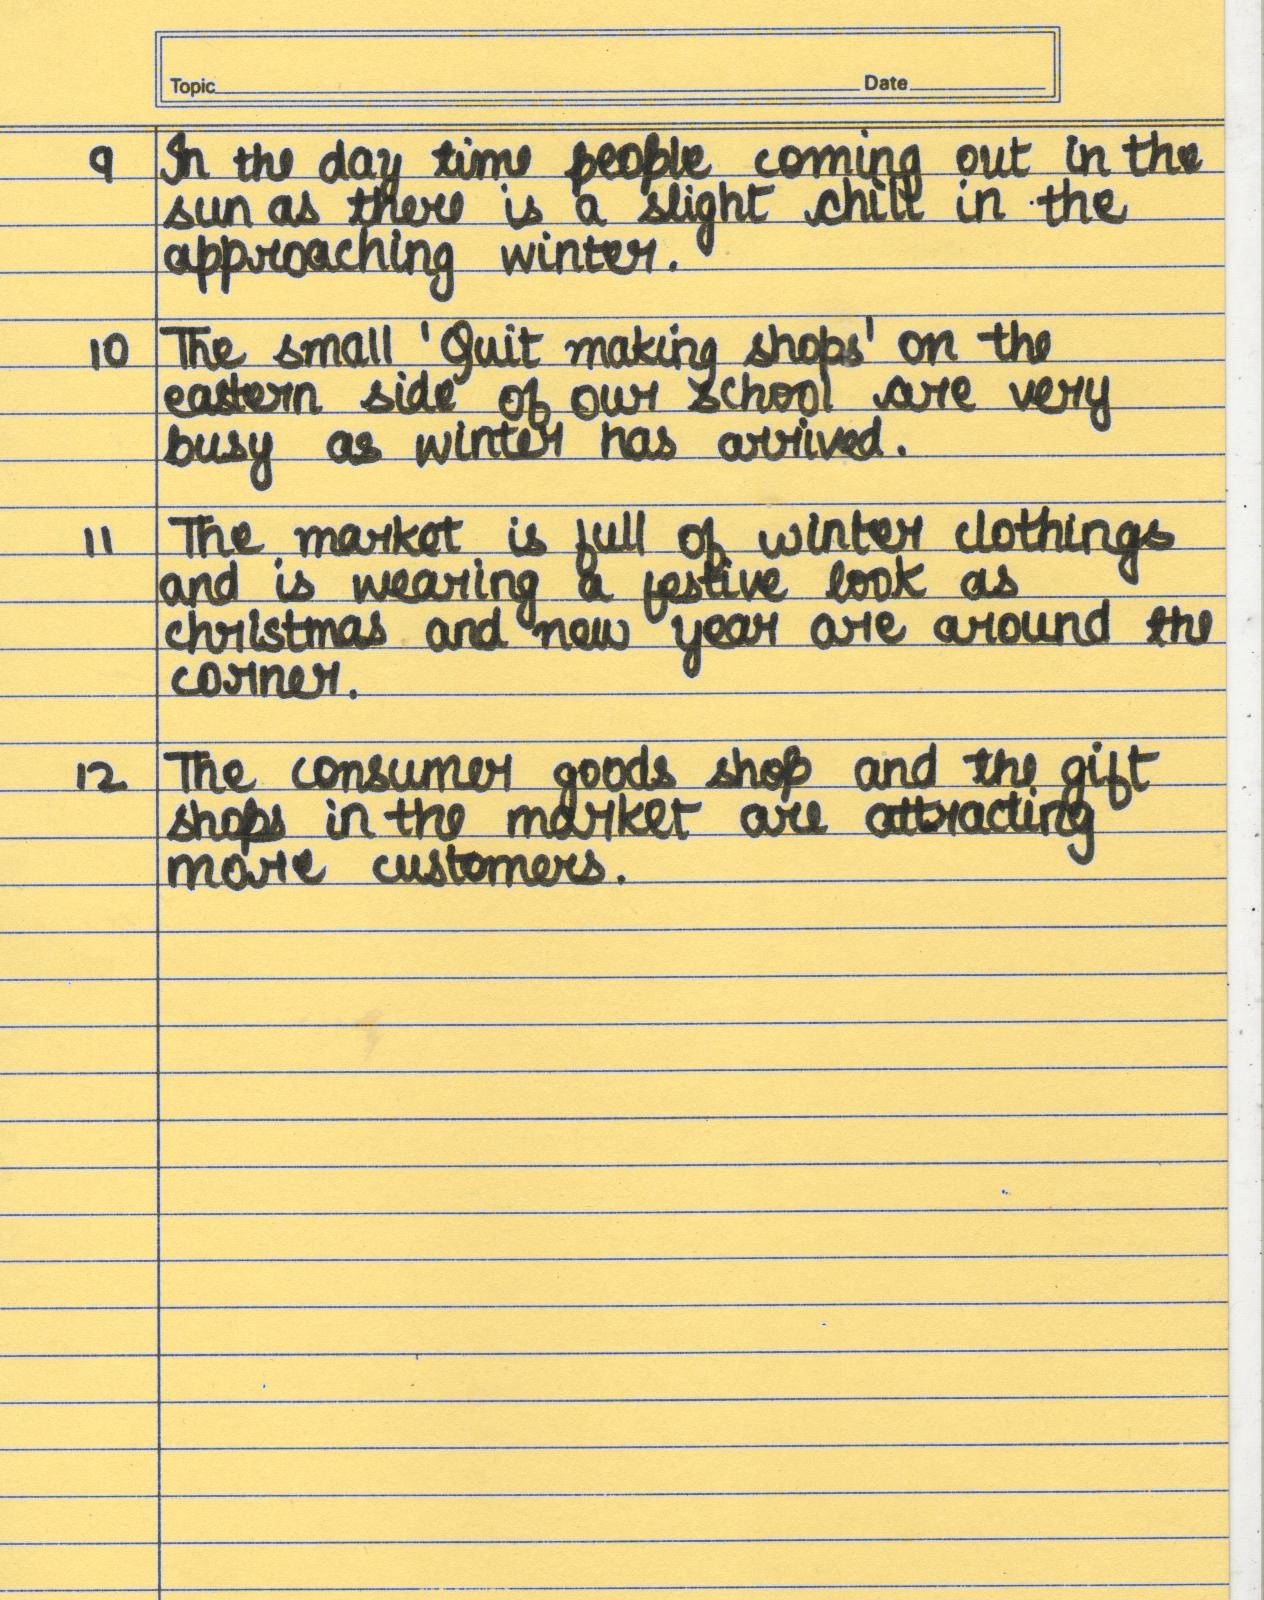 Topic Date
9 In the day time people coming out in the
sun as there is a slight chill in the
approaching winter.
10 The small 'Quit making shops' on the
eastern side of our school are very
busy as winter has arrived.
11 The market is full of winter clothings
and is wearing a festive look as
christmas and new year are around the
corner.
12 The consumer goods shop and the gift
shops in the market are attracting
more customers.